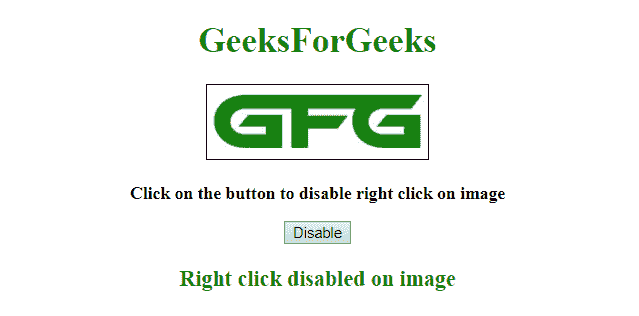 GeeksForGeeks
GFG
Click on the button to disable right click on image
Disable
Right click disabled on image